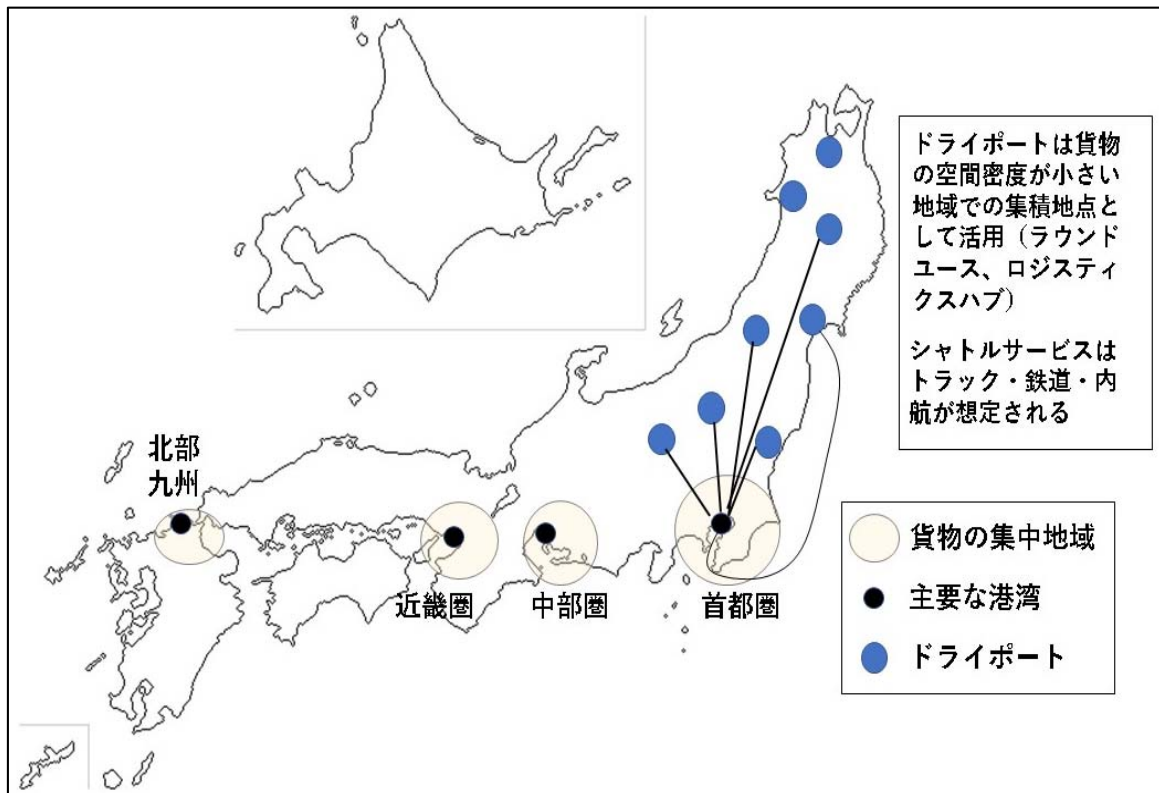 ドライポートは貨物
の空間密度が小さい
地域での集積地点と
して活用（ラウンド
ユース、ロジスティ
クスハブ）
シャトルサービスは
トラック・鉄道・内
航が想定される
北部
九州
近畿圏
中部圏
首都圏
貨物の集中地域
主要な港湾
ドライポート